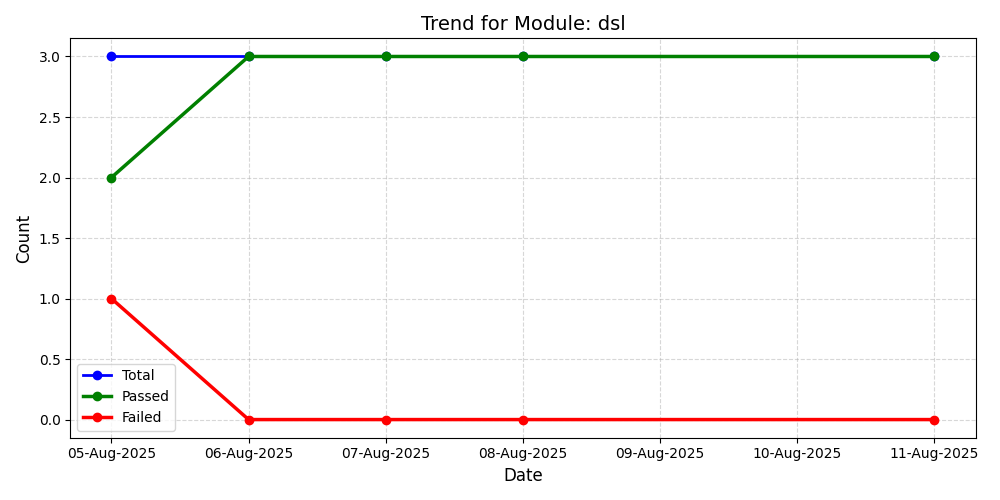 Trend for Module: dsl
Count
3.0
2.5
2.0
1.5
1.0
0.5
0.0
Total
Passed
Failed
05-Aug-2025 06-Aug-2025 07-Aug-2025 08-Aug-2025 09-Aug-2025 10-Aug-2025 11-Aug-2025
Date